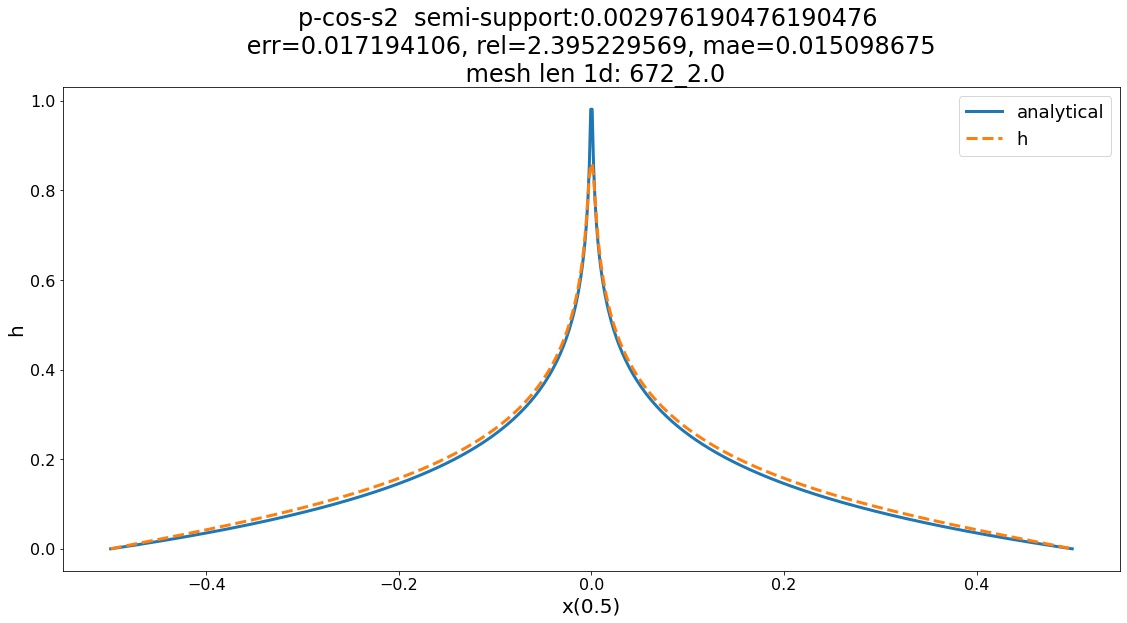 p-cos-s2  semi-support:0.002976190476190476
err=0.017194106, rel=2.395229569, mae=0.015098675
mesh len 1d: 672_2.0
analytical
h
1.0
0.8
0.6
0.4
0.2
0.0
h
−0.4
−0.2
0.0
0.2
0.4
x(0.5)